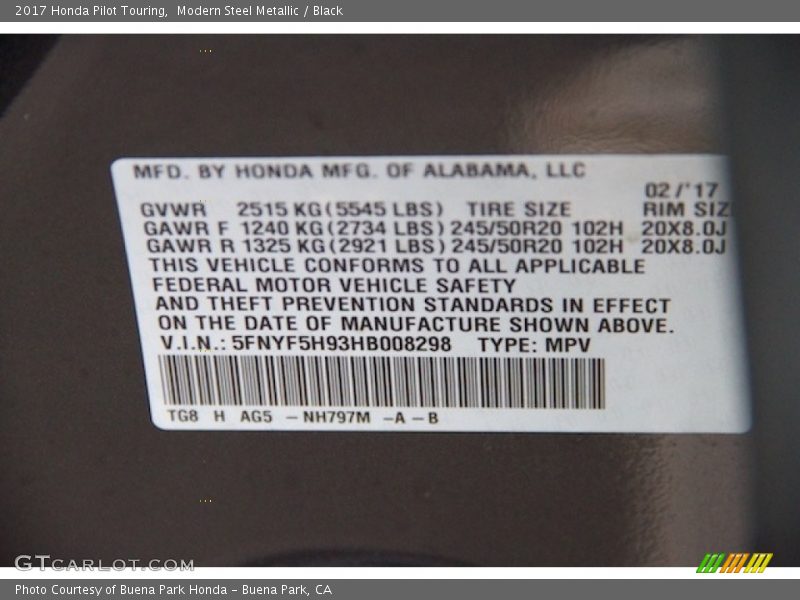 2017 Honda Pilot Touring,  Modern Steel Metallic / Black
MFD. BY HONDA MFG. OF ALABAMA, LLC
02/'17
GVWR 2515 KG (5545 LBS) TIRE SIZE RIM SIZ
GAWR F 1240 KG (2734 LBS) 245/50R20 102H 20X8.0J
GAWR R 1325 KG (2921 LBS) 245/50R20 102H 20X8.0J
THIS VEHICLE CONFORMS TO ALL APPLICABLE
FEDERAL MOTOR VEHICLE SAFETY
AND THEFT PREVENTION STANDARDS IN EFFECT
ON THE DATE OF MANUFACTURE SHOWN ABOVE.
V.I.N.: 5FNYF5H93HB008298 TYPE: MPV
TG8 H AG5 -NH797M -A-B
GTCARLOT.COM
Photo Courtesy of Buena Park Honda - Buena Park, CA